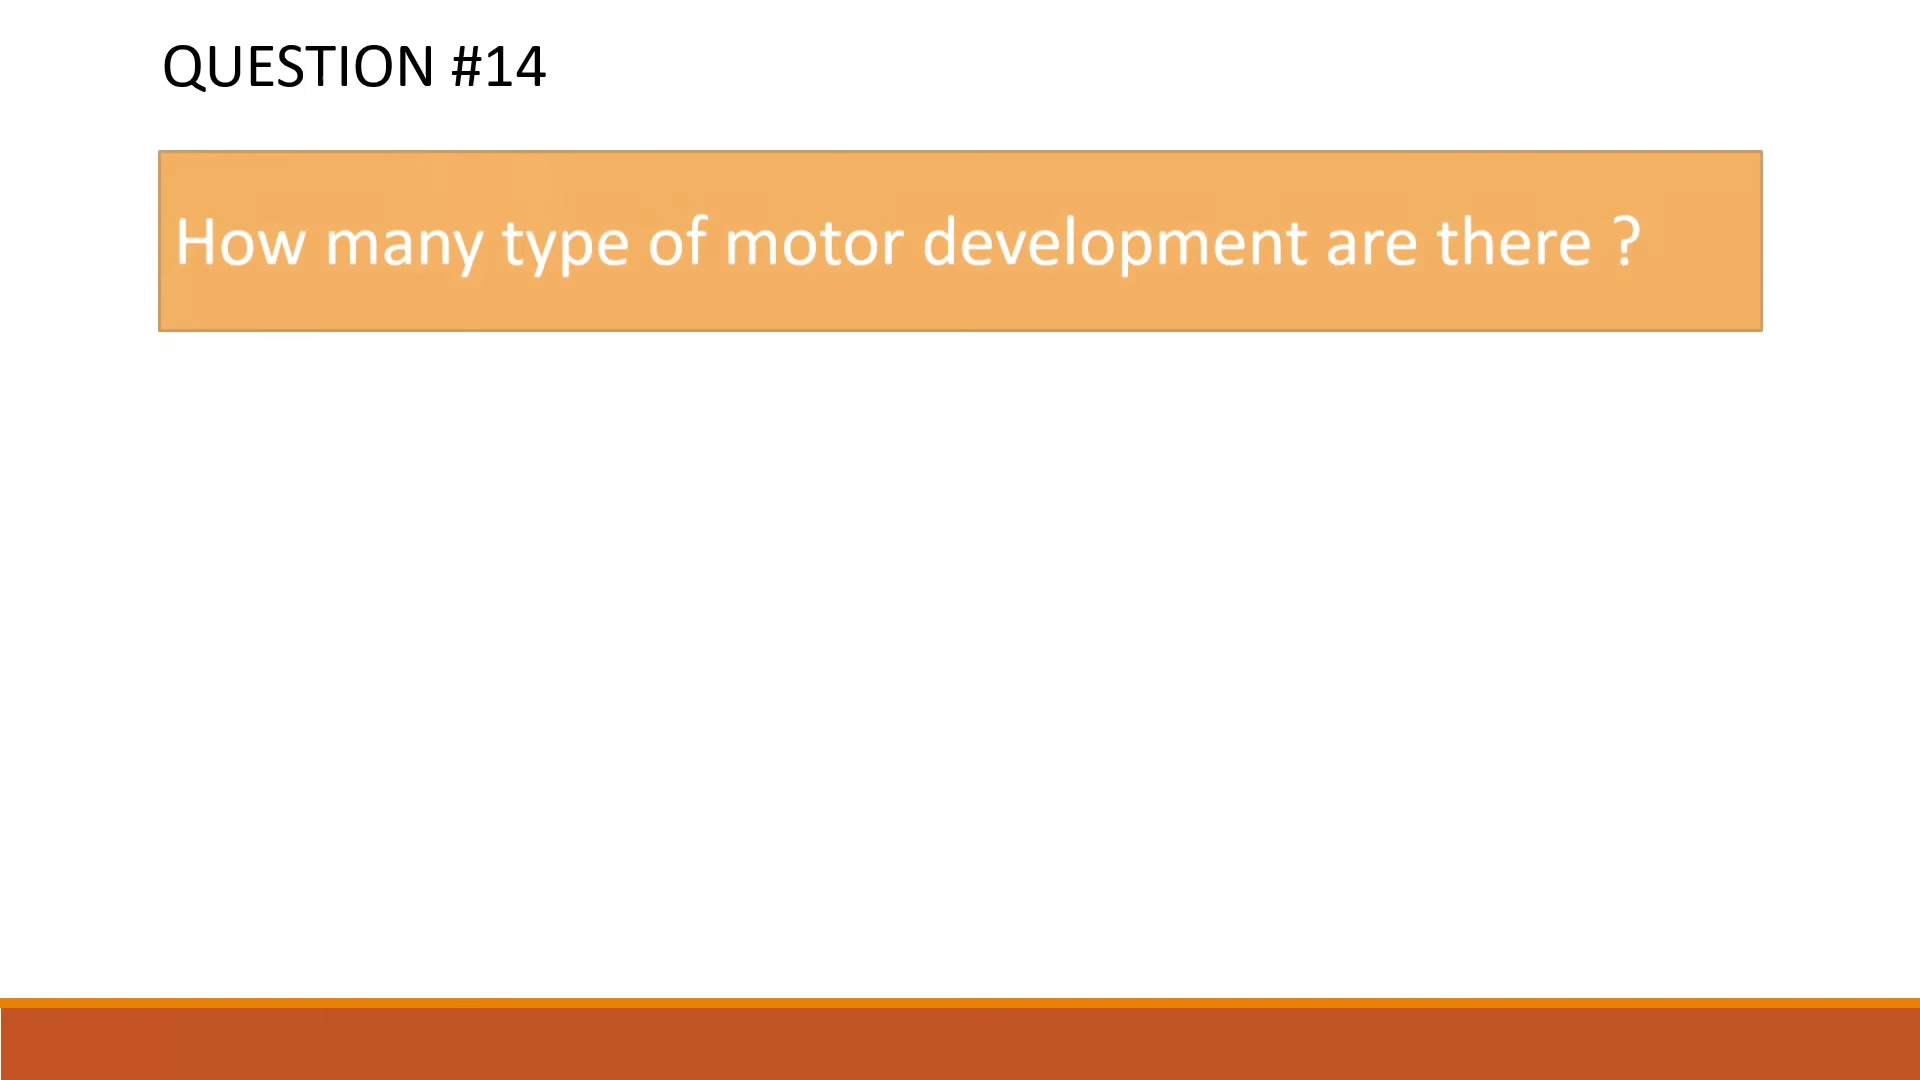 QUESTION #14
How many type of motor development are there ?